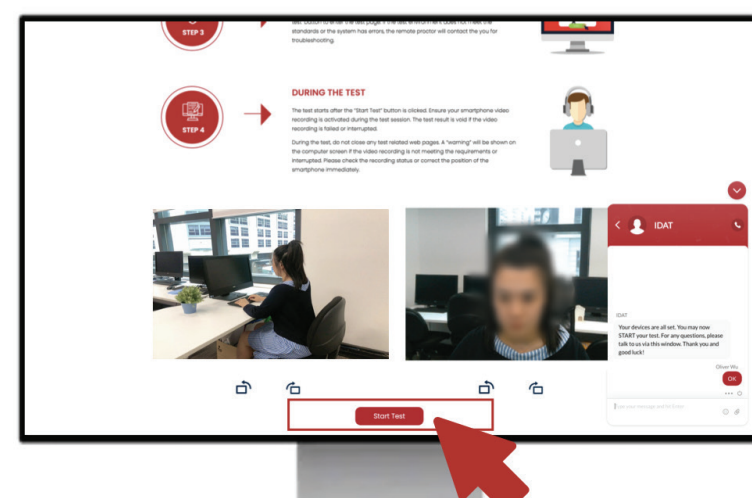 test" button to enter the test page. If the test environment does not meet the
STEP 3
standards or the system has errors, the remote proctor will contact the you for
troubleshooting.
DURING THE TEST
STEP 4
The test starts after the "Start Test" button is clicked. Ensure your smartphone video
recording is activated during the test session. The test result is void if the video
recording is failed or interrupted.
During the test, do not close any test related web pages. A "warning" will be shown on
the computer screen if the video recording is not meeting the requirements or
interrupted. Please check the recording status or correct the position of the
smartphone immediately.
IDAT
IDAT
Your devices are all set. You may now
START your test. For any questions, please
talk to us via this window. Thank you and
good luck!
Oliver Wu
OK
Type your message and hit Enter
Start Test